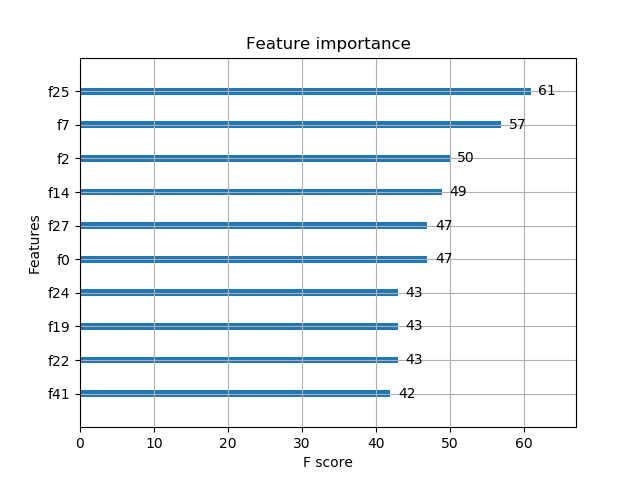 Feature importance
Features
f25 61
f7 57
f2 50
f14 49
f27 47
f0 47
f24 43
f19 43
f22 43
f41 42
0 10 20 30 40 50 60
F score